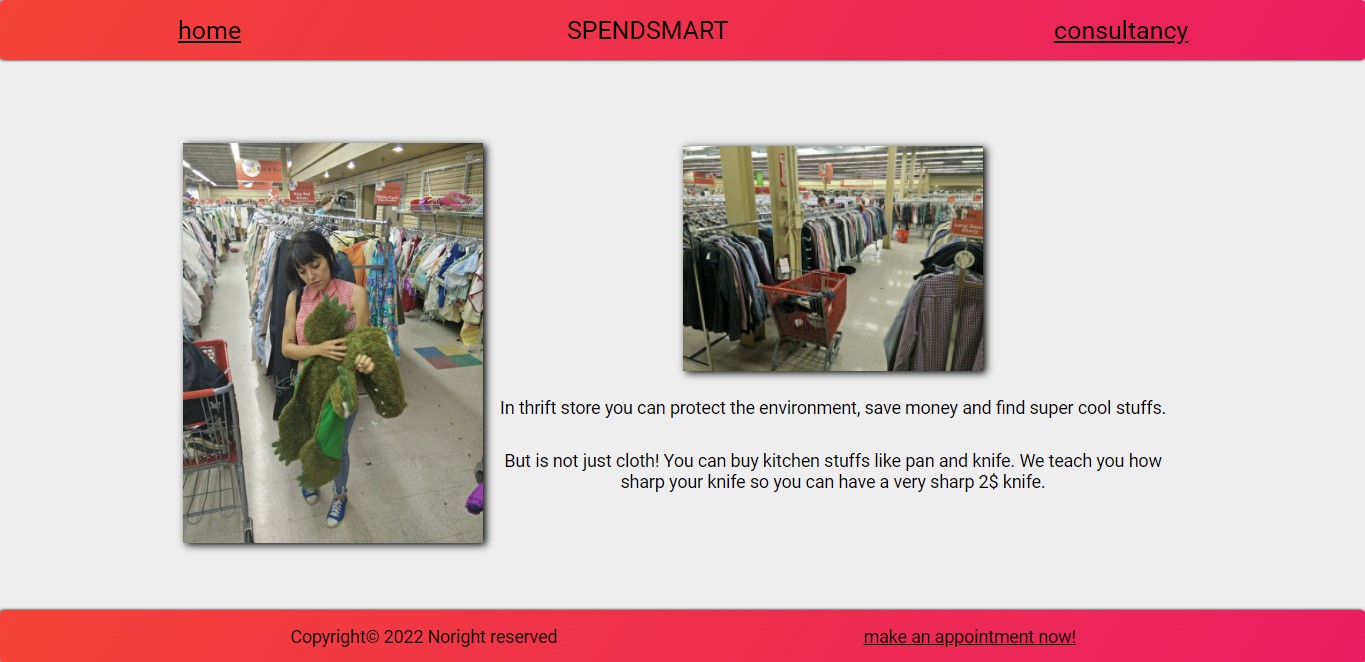 home
SPENDSMART
consultancy
In thrift store you can protect the environment, save money and find super cool stuffs.
But is not just cloth! You can buy kitchen stuffs like pan and knife. We teach you how
sharp your knife so you can have a very sharp 2$ knife.
Copyright© 2022 Noright reserved
make an appointment now!